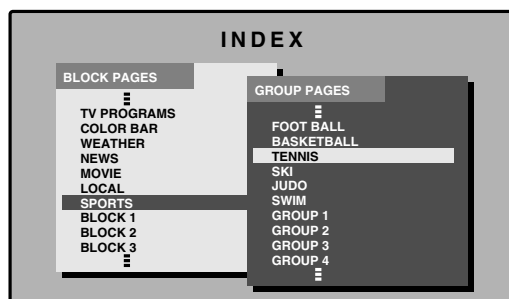 INDEX
BLOCK PAGES
TV PROGRAMS
COLOR BAR
WEATHER
NEWS
MOVIE
LOCAL
SPORTS
BLOCK 1
BLOCK 2
BLOCK 3
GROUP PAGES
FOOT BALL
BASKETBALL
TENNIS
SKI
JUDO
SWIM
GROUP 1
GROUP 2
GROUP 3
GROUP 4